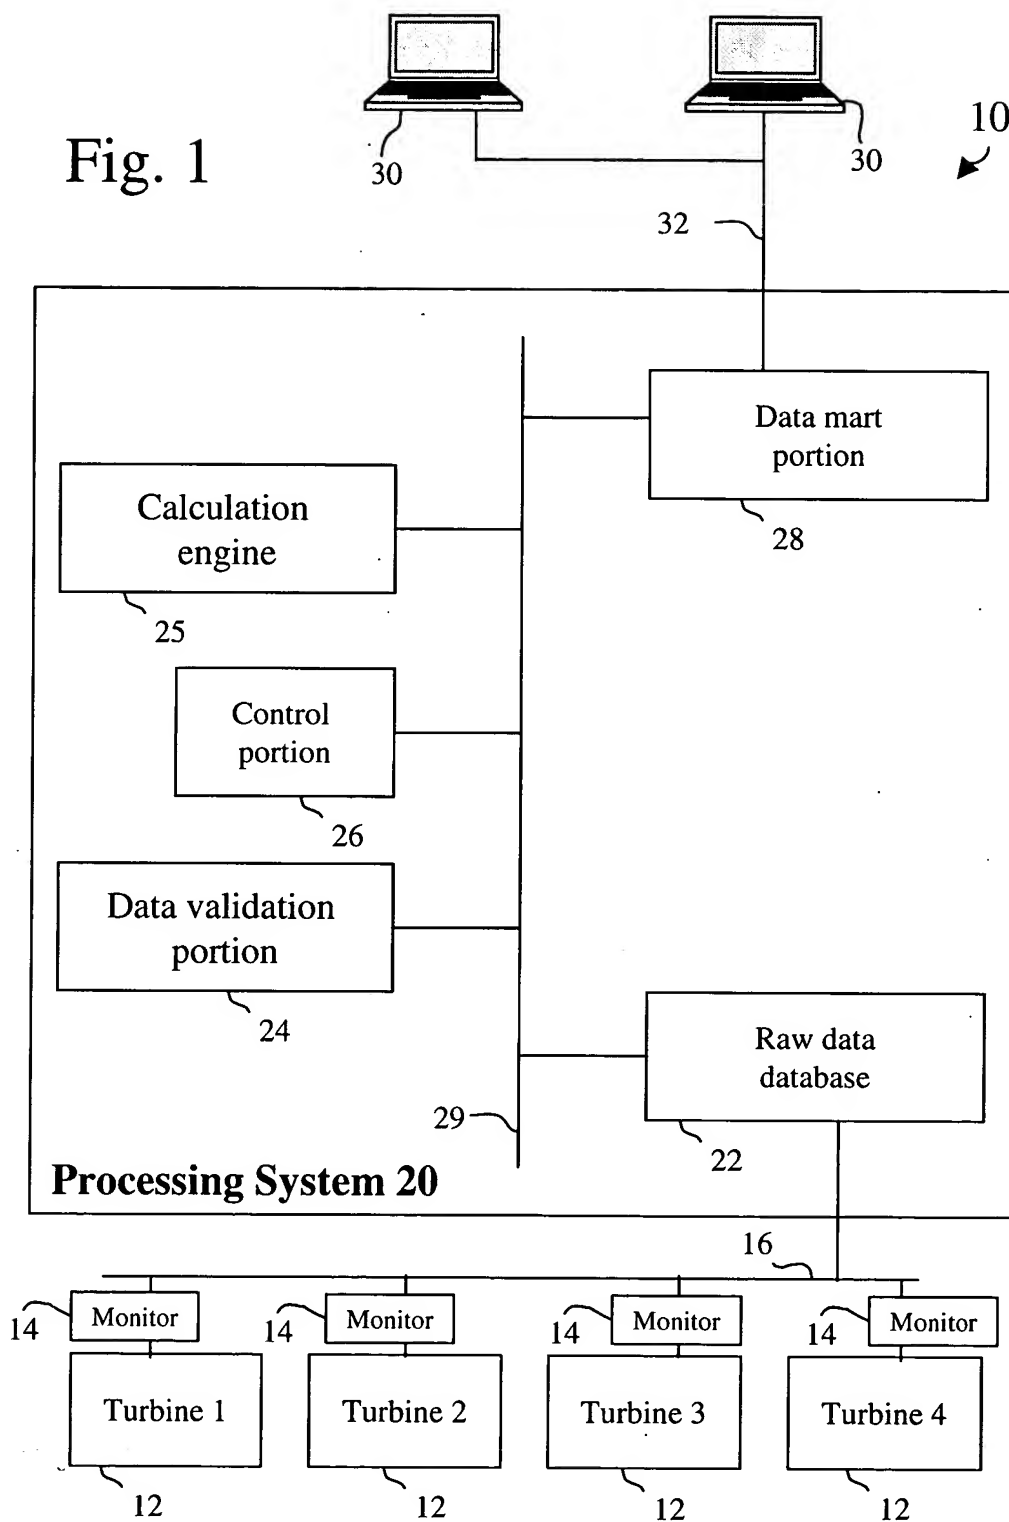 Fig. 1
30
30
10
32
Data mart
portion
28
Calculation
engine
25
Control
portion
26
Data validation
portion
24
Raw data
database
22
29
Processing System 20
16
14
Monitor
14
Monitor
14
Monitor
14
Monitor
Turbine 1
Turbine 2
Turbine 3
Turbine 4
12
12
12
12